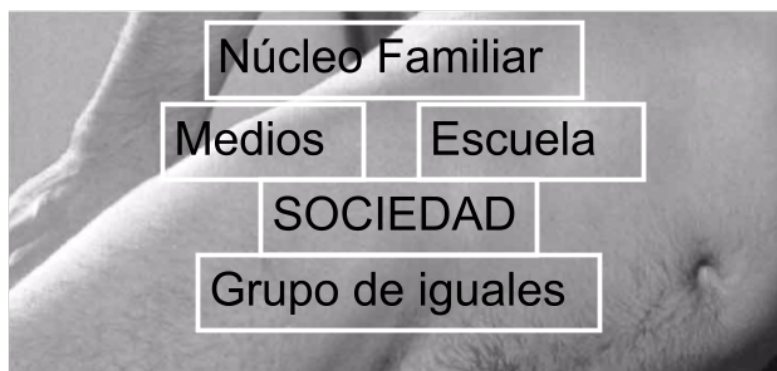 Núcleo Familiar
Medios
Escuela
SOCIEDAD
Grupo de iguales